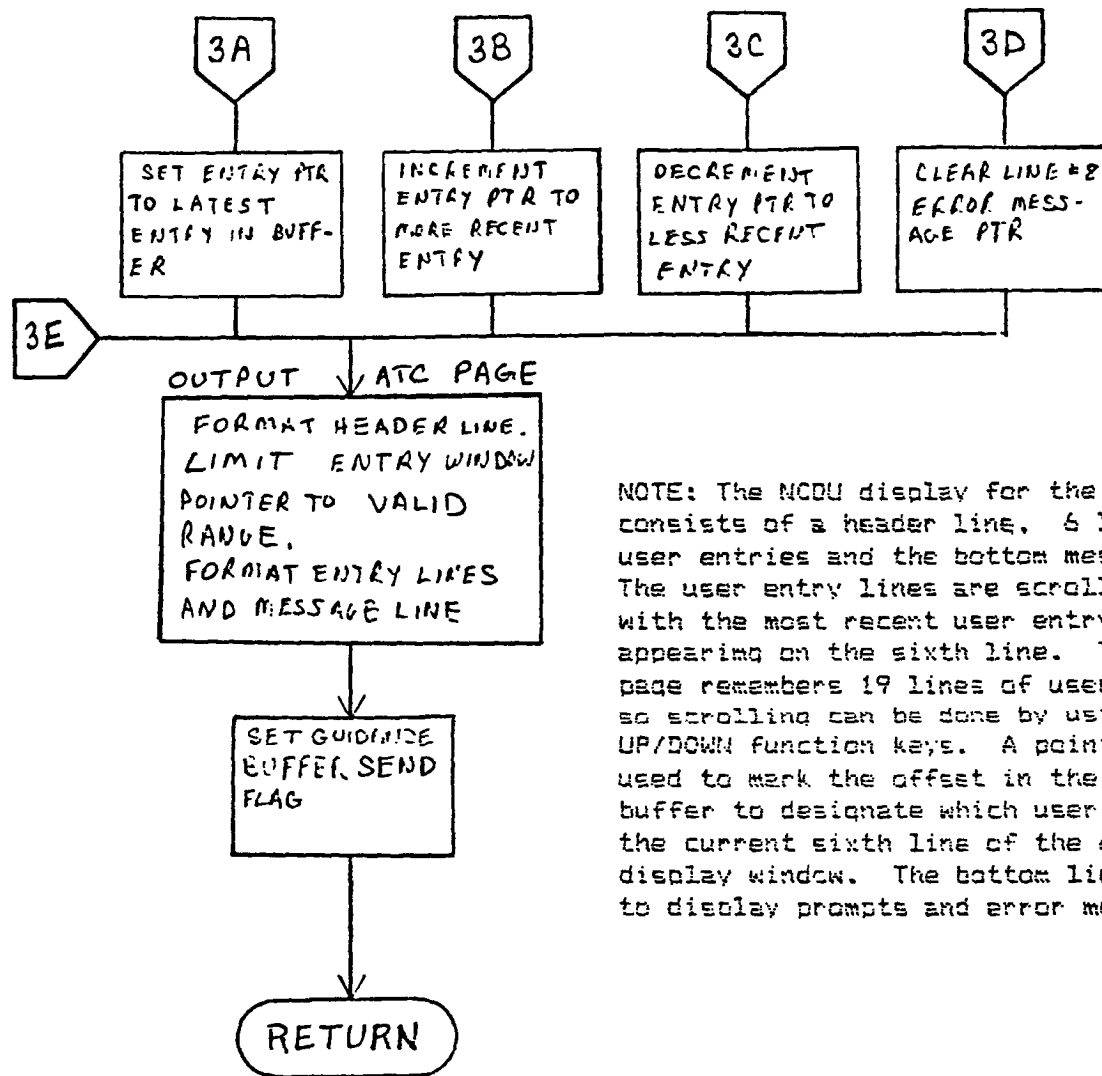 3A
3B
3C
3D
SET ENTRY PTR
TO LATEST
ENTRY IN BUFF-
ER
INCREMENT
ENTRY PTR TO
MORE RECENT
ENTRY
DECREMENT
ENTRY PTR TO
LESS RECENT
ENTRY
CLEAR LINE #8
ERROR MESS-
AGE PTR
3E
OUTPUT ATC PAGE
FORMAT HEADER LINE.
LIMIT ENTRY WINDOW
POINTER TO VALID
RANGE.
FORMAT ENTRY LINES
AND MESSAGE LINE
NOTE: The NCDU display for the
consists of a header line, 6
user entries and the bottom mes
The user entry lines are scroll
with the most recent user entry
appearing on the sixth line.
page remembers 19 lines of user
so scrolling can be done by us
UP/DOWN function keys. A point
used to mark the offset in the
buffer to designate which user
the current sixth line of the
display window. The bottom li
to display prompts and error m
SET GUIDANCE
BUFFER SEND
FLAG
RETURN